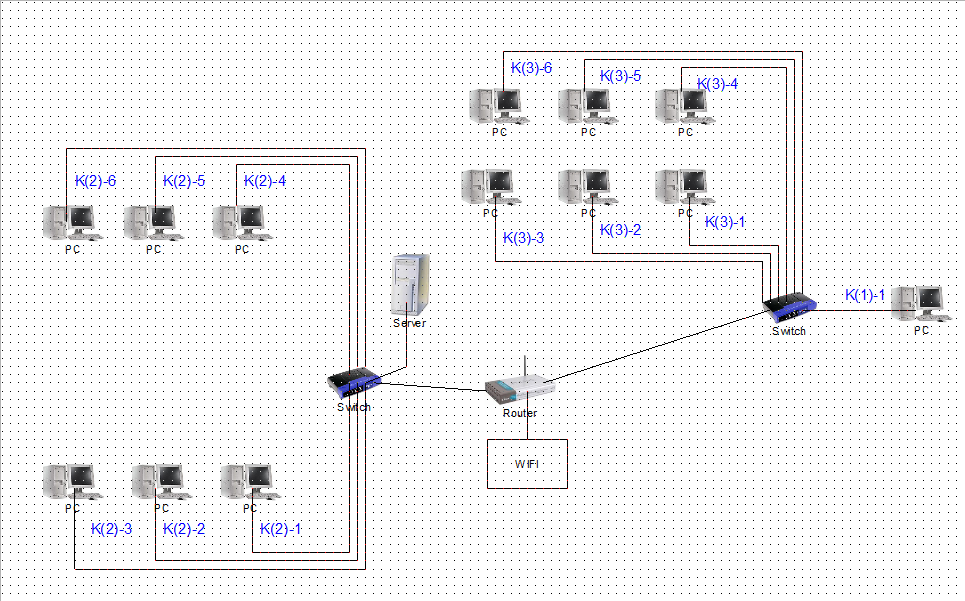 K(3)-6
K(3)-5
K(3)-4
PC
PC
PC
K(2)-6
K(2)-5
K(2)-4
PC
PC
PC
K(3)-3
K(3)-2
K(3)-1
PC
PC
PC
Server
K(1)-1
Switch
PC
Switch
Router
WIFI
PC
PC
PC
K(2)-3
K(2)-2
K(2)-1